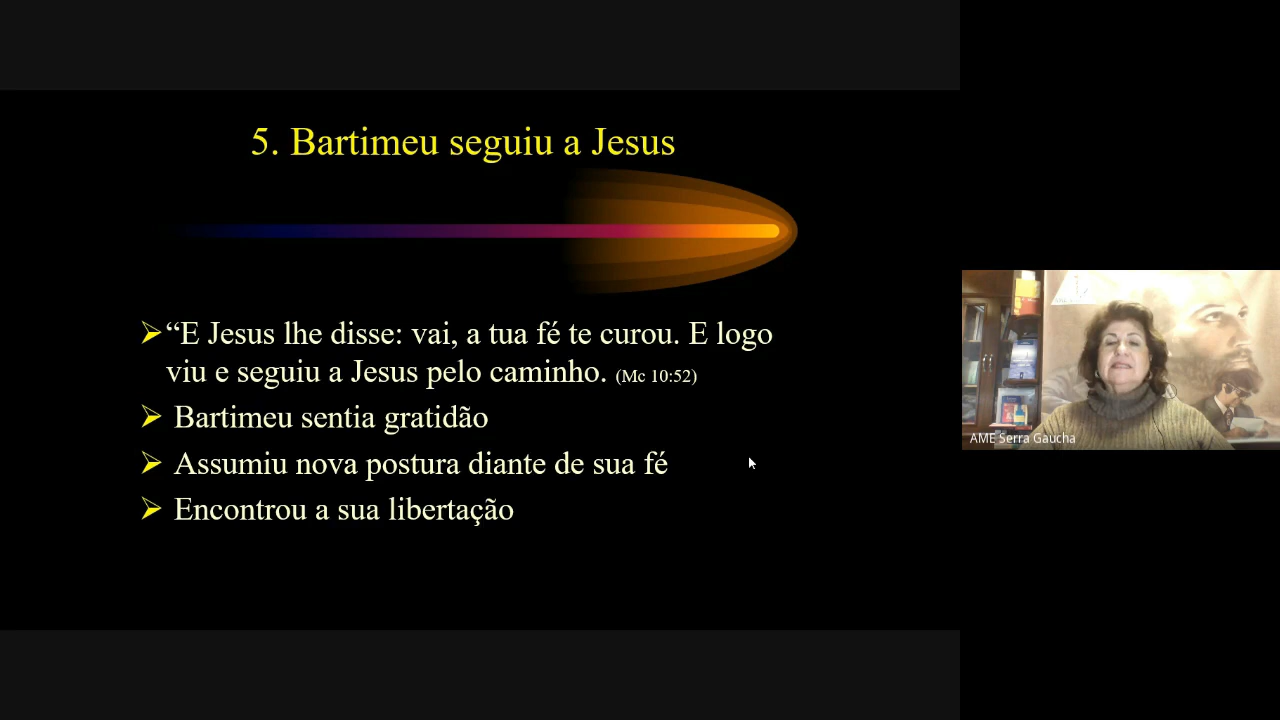 5. Bartimeu seguiu a Jesus
“E Jesus lhe disse: vai, a tua fé te curou. E logo
viu e seguiu a Jesus pelo caminho. (Mc 10:52)
Bartimeu sentia gratidão
Assumiu nova postura diante de sua fé
Encontrou a sua libertação
AME Serra Gaucha